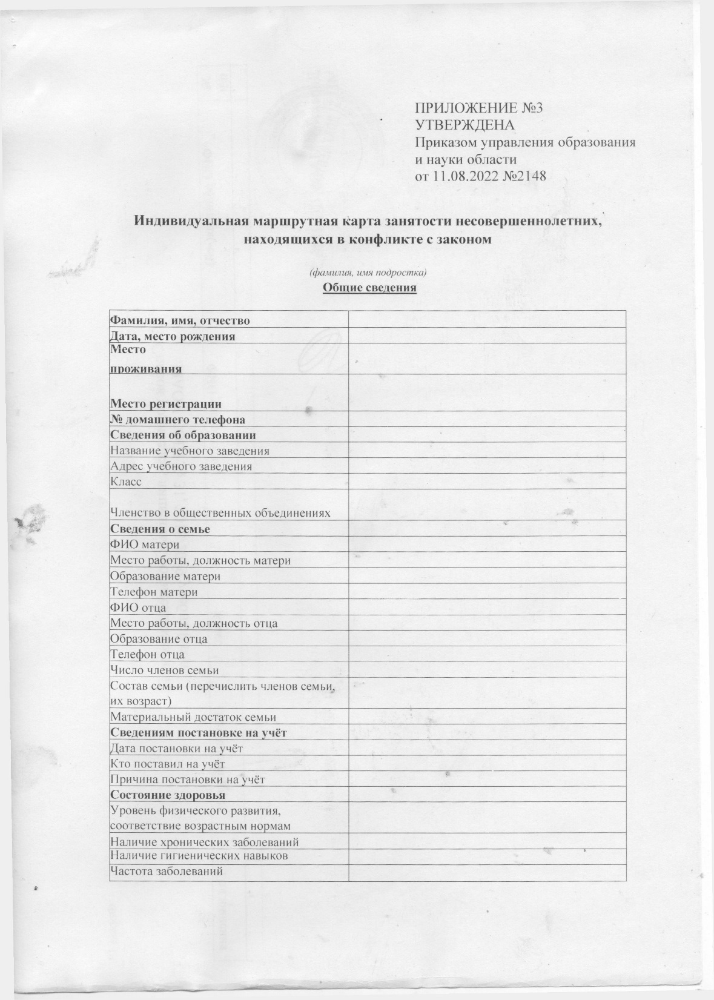 ПРИЛОЖЕНИЕ №3
УТВЕРЖДЕНА
Приказом управления образования
и науки области
от 11.08.2022 №2148
Индивидуальная маршрутная карта занятости несовершеннолетних,
находящихся в конфликте с законом
(фамилия, имя подростка)
Общие сведения
Фамилия, имя, отчество
Дата, место рождения
Место
проживания
Место регистрации
№ домашнего телефона
Сведения об образовании
Название учебного заведения
Адрес учебного заведения
Класс
Членство в общественных объединениях
Сведения о семье
ФИО матери
Место работы, должность матери
Образование матери
Телефон матери
ФИО отца
Место работы, должность отца
Образование отца
Телефон отца
Число членов семьи
Состав семьи (перечислить членов семьи,
их возраст)
Материальный достаток семьи
Сведениям постановке на учёт
Дата постановки на учёт
Кто поставил на учёт
Причина постановки на учёт
Состояние здоровья
Уровень физического развития,
соответствие возрастным нормам
Наличие хронических заболеваний
Наличие гигиенических навыков
Частота заболеваний